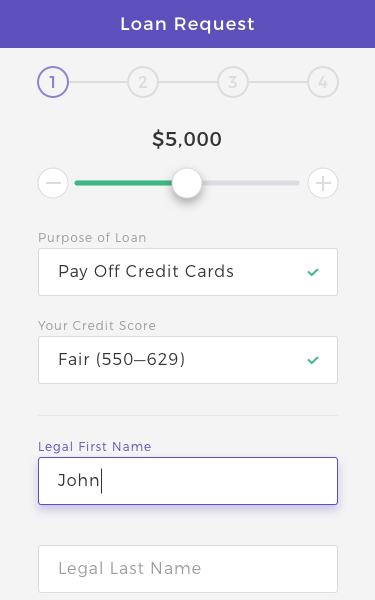 Loan Request
1 2 3 4
$5,000
Purpose of Loan
Pay Off Credit Cards
Your Credit Score
Fair (550—629)
Legal First Name
John
Legal Last Name